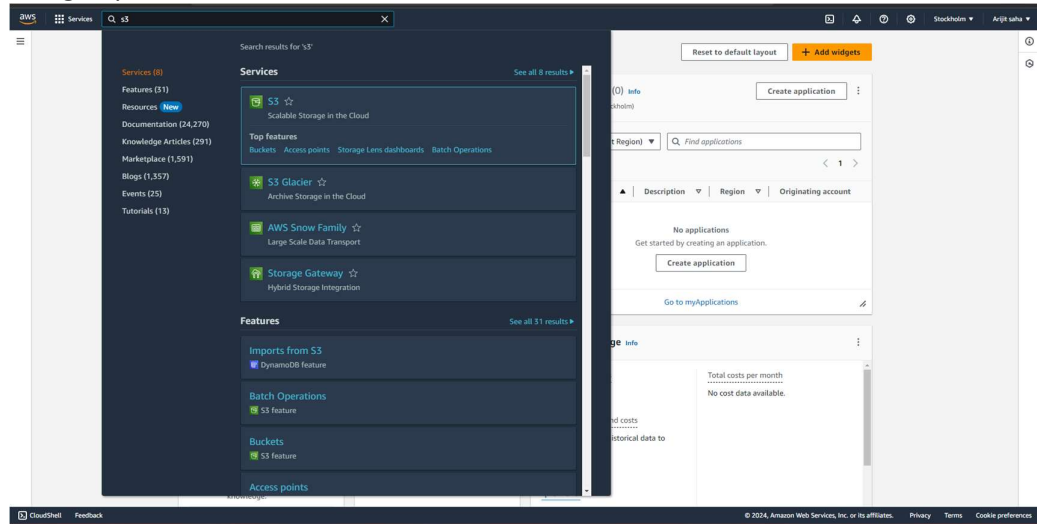 aws Services s3 Stockholm ▼ Arijit saha ▼
Search results for 's3'
Services (8)
Features (31)
Resources New
Documentation (24,270)
Knowledge Articles (291)
Marketplace (1,591)
Blogs (1,357)
Events (25)
Tutorials (13)
Services See all 8 results ▶
S3
Scalable Storage in the Cloud
Top features
Buckets Access points Storage Lens dashboards Batch Operations
S3 Glacier
Archive Storage in the Cloud
AWS Snow Family
Large Scale Data Transport
Storage Gateway
Hybrid Storage Integration
Features See all 31 results ▶
Imports from S3
DynamoDB feature
Batch Operations
S3 feature
Buckets
S3 feature
Access points
Reset to default layout + Add widgets
(0) Info Create application
t Region) ▼ Find applications
1
Description Region Originating account
No applications
Get started by creating an application.
Create application
Go to myApplications
ge Info
Total costs per month
No cost data available.
nd costs
istorical data to
knowledge.
CloudShell Feedback © 2024, Amazon Web Services, Inc. or its affiliates. Privacy Terms Cookie preferences